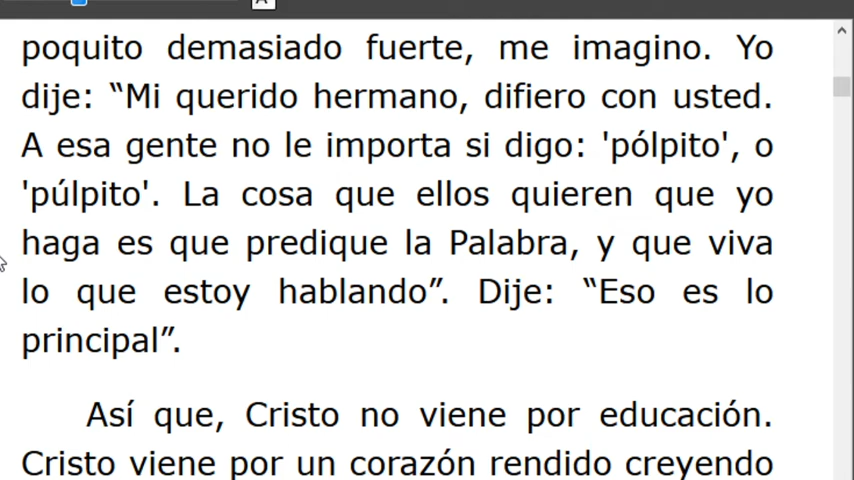 poquito demasiado fuerte, me imagino. Yo
dije: “Mi querido hermano, difiero con usted.
A esa gente no le importa si digo: 'pólpito', o
'púlpito'. La cosa que ellos quieren que yo
haga es que predique la Palabra, y que viva
lo que estoy hablando”. Dije: “Eso es lo
principal”.
Así que, Cristo no viene por educación.
Cristo viene por un corazón rendido creyendo